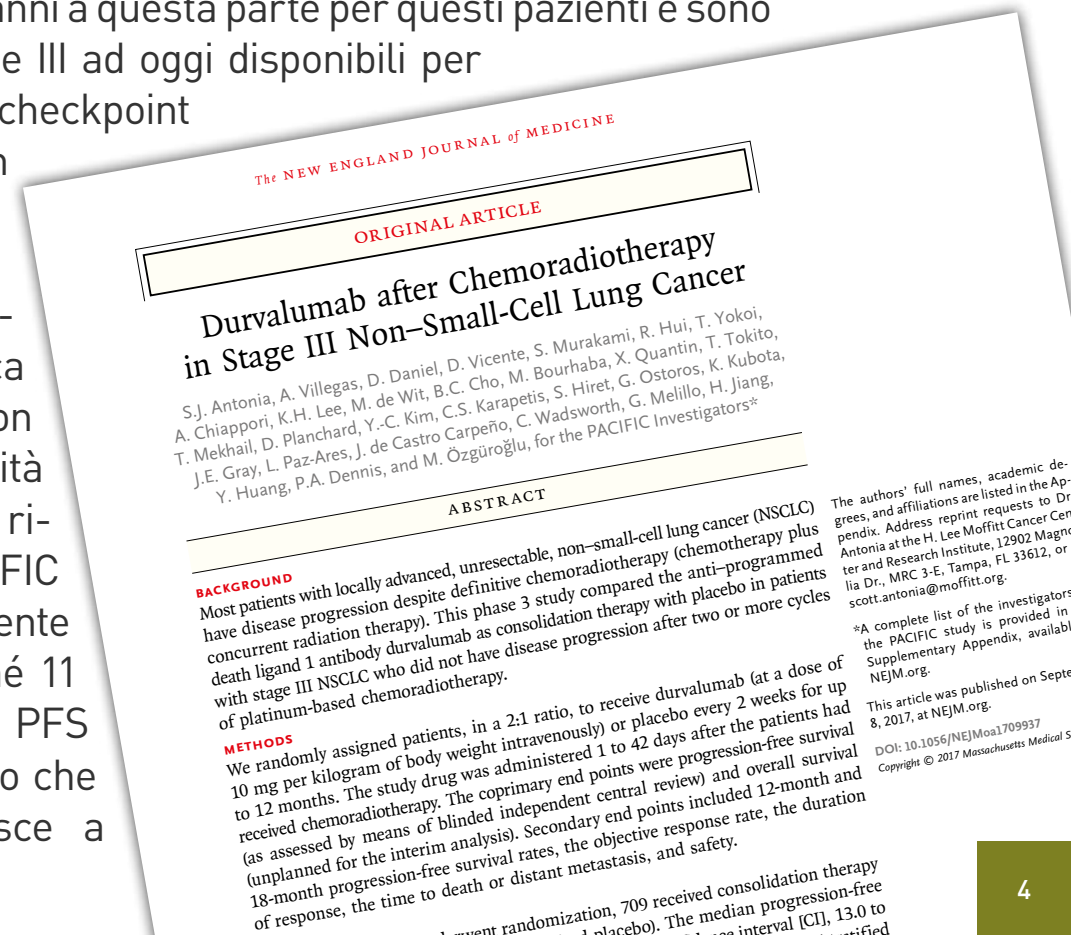 anni a questa parte per questi pazienti e sono
e III ad oggi disponibili per
checkpoint
n
-
ca
on
ità
ri-
FIC
ente
é 11
PFS
o che
sce a
The NEW ENGLAND JOURNAL of MEDICINE
ORIGINAL ARTICLE
Durvalumab after Chemoradiotherapy
in Stage III Non–Small-Cell Lung Cancer
S.J. Antonia, A. Villegas, D. Daniel, D. Vicente, S. Murakami, R. Hui, T. Yokoi,
A. Chiappori, K.H. Lee, M. de Wit, B.C. Cho, M. Bourhaba, X. Quantin, T. Tokito,
T. Mekhail, D. Planchard, Y.-C. Kim, C.S. Karapetis, S. Hiret, G. Ostoros, K. Kubota,
J.E. Gray, L. Paz-Ares, J. de Castro Carpeño, C. Wadsworth, G. Melillo, H. Jiang,
Y. Huang, P.A. Dennis, and M. Özgüroğlu, for the PACIFIC Investigators*
ABSTRACT
BACKGROUND
Most patients with locally advanced, unresectable, non–small-cell lung cancer (NSCLC)
have disease progression despite definitive chemoradiotherapy (chemotherapy plus
concurrent radiation therapy). This phase 3 study compared the anti–programmed
death ligand 1 antibody durvalumab as consolidation therapy with placebo in patients
with stage III NSCLC who did not have disease progression after two or more cycles
of platinum-based chemoradiotherapy.
METHODS
We randomly assigned patients, in a 2:1 ratio, to receive durvalumab (at a dose of
10 mg per kilogram of body weight intravenously) or placebo every 2 weeks for up
to 12 months. The study drug was administered 1 to 42 days after the patients had
received chemoradiotherapy. The coprimary end points were progression-free survival
(as assessed by means of blinded independent central review) and overall survival
(unplanned for the interim analysis). Secondary end points included 12-month and
18-month progression-free survival rates, the objective response rate, the duration
of response, the time to death or distant metastasis, and safety.
randomization, 709 received consolidation therapy
placebo). The median progression-free
interval [CI], 13.0 to
The authors' full names, academic de-
grees, and affiliations are listed in the Ap-
pendix. Address reprint requests to Dr
Antonia at the H. Lee Moffitt Cancer Cen
ter and Research Institute, 12902 Magno
lia Dr., MRC 3-E, Tampa, FL 33612, or
scott.antonia@moffitt.org.
*A complete list of the investigators
the PACIFIC study is provided in
Supplementary Appendix, availabl
NEJM.org.
This article was published on Septe
8, 2017, at NEJM.org.
DOI: 10.1056/NEJMoa1709937
Copyright © 2017 Massachusetts Medical S
4